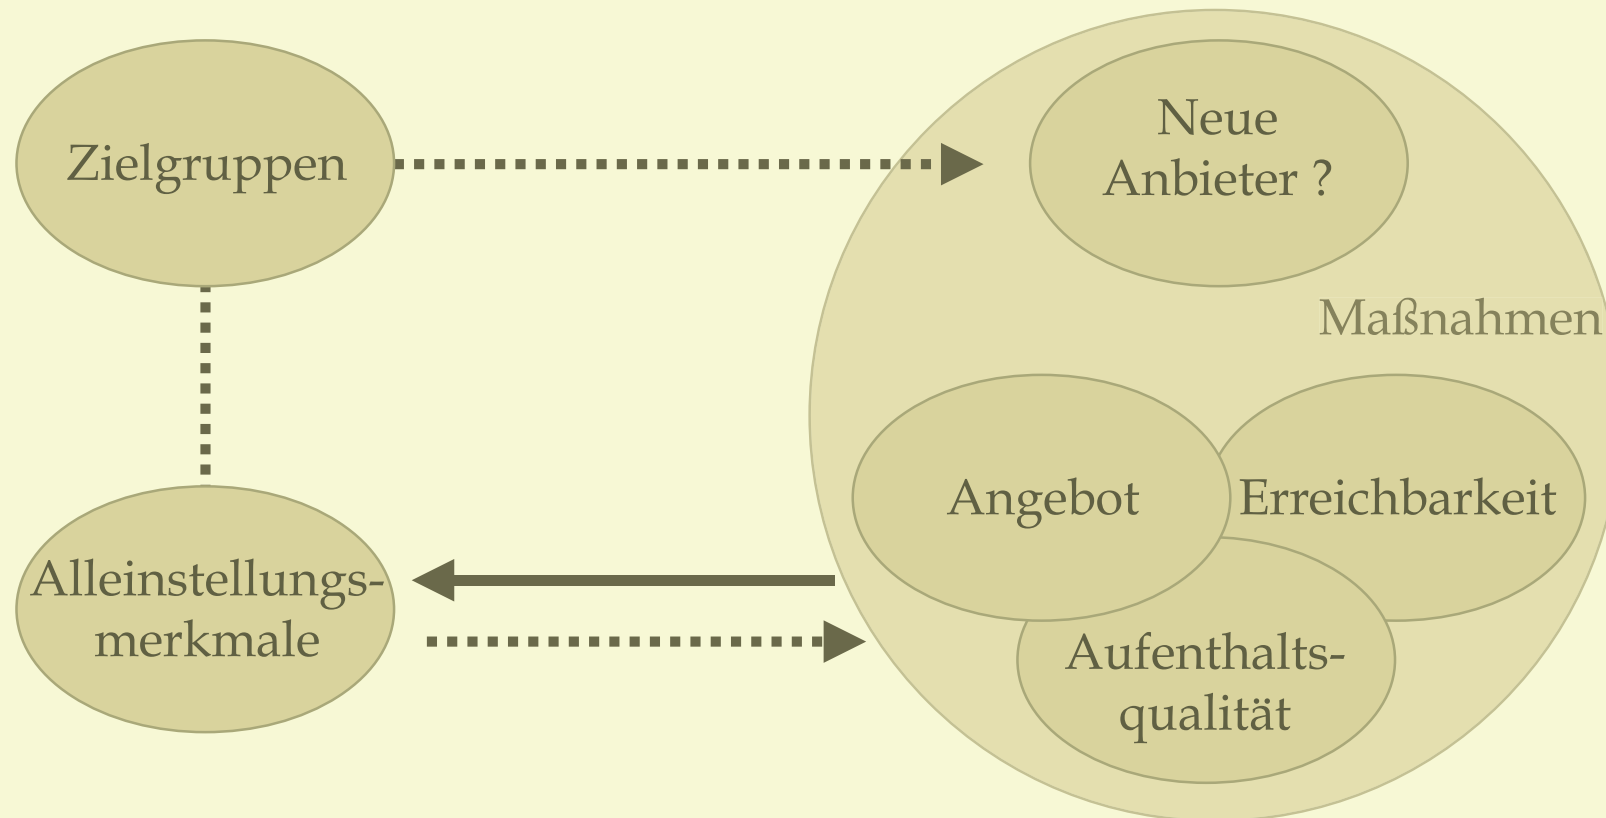 Zielgruppen
Neue
Anbieter ?
Maßnahmen
Angebot
Erreichbarkeit
Alleinstellungs-
merkmale
Aufenthalts-
qualität